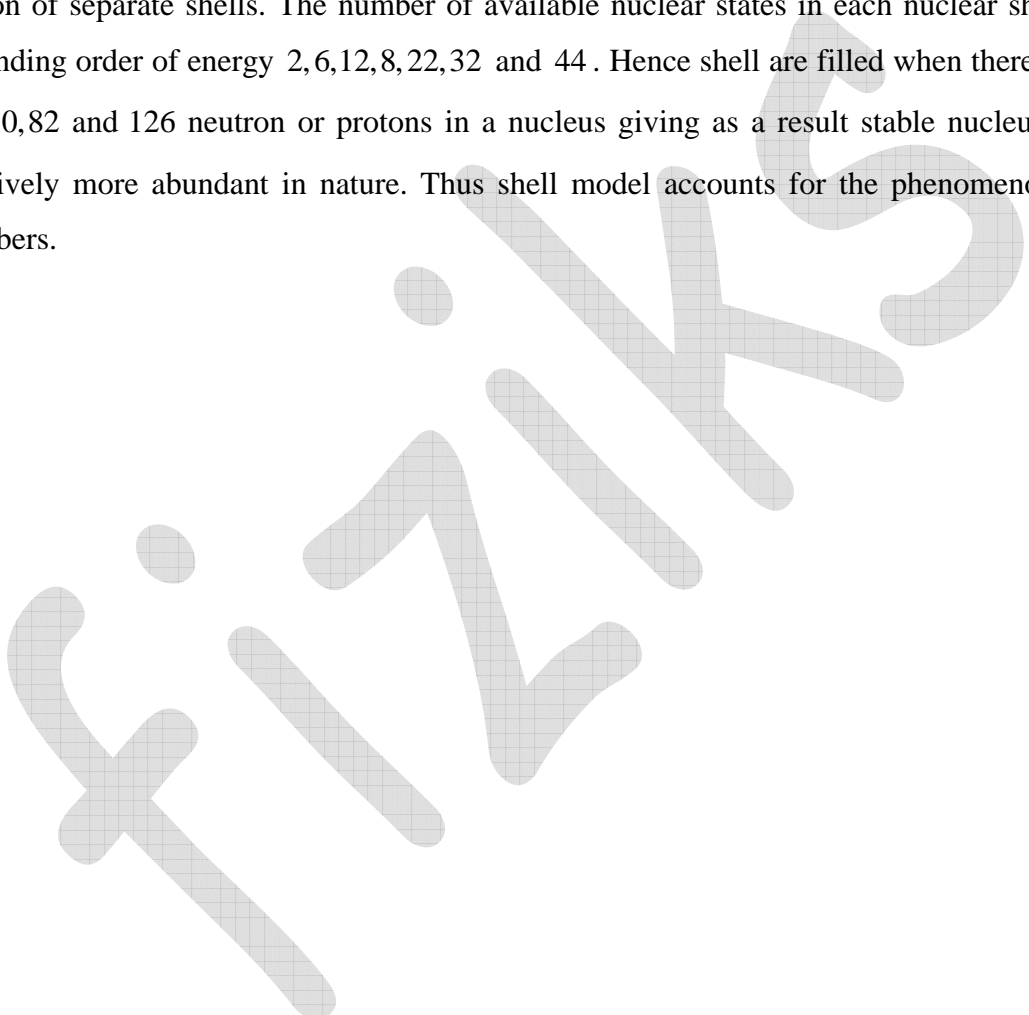 on of separate shells. The number of available nuclear states in each nuclear sh
nding order of energy 2,6,12,8,22,32 and 44. Hence shell are filled when there
0,82 and 126 neutron or protons in a nucleus giving as a result stable nucleu
ively more abundant in nature. Thus shell model accounts for the phenomeno
bers.
fiziks